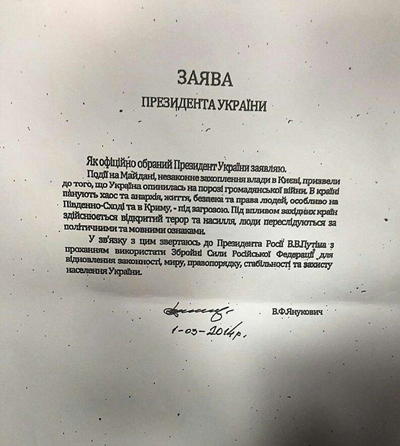 ЗАЯВА
ПРЕЗИДЕНТА УКРАЇНИ
Як офіційно обраний Президент України заявляю.
Події на Майдані, незаконне захоплення влади в Києві, призвели
до того, що Україна опинилась на порозі громадянської війни. В країні
пінують хаос та анархія, життя, безпека та права людей, особливо на
Південно-Сході та в Криму, - під загрозою. Під впливом західних країн
здійснюється відкритий терор та насилля, люди переслідуються за
політичними та мовними ознаками.
У зв'язку з цим звертаюсь до Президента Росії В.В.Путіна з
проханням використати Збройні Сили Російської Федерації для
відновлення законності, миру, правопорядку, стабільності та захисту
населення України.
В.Ф.Янукович
1-03-2014р.